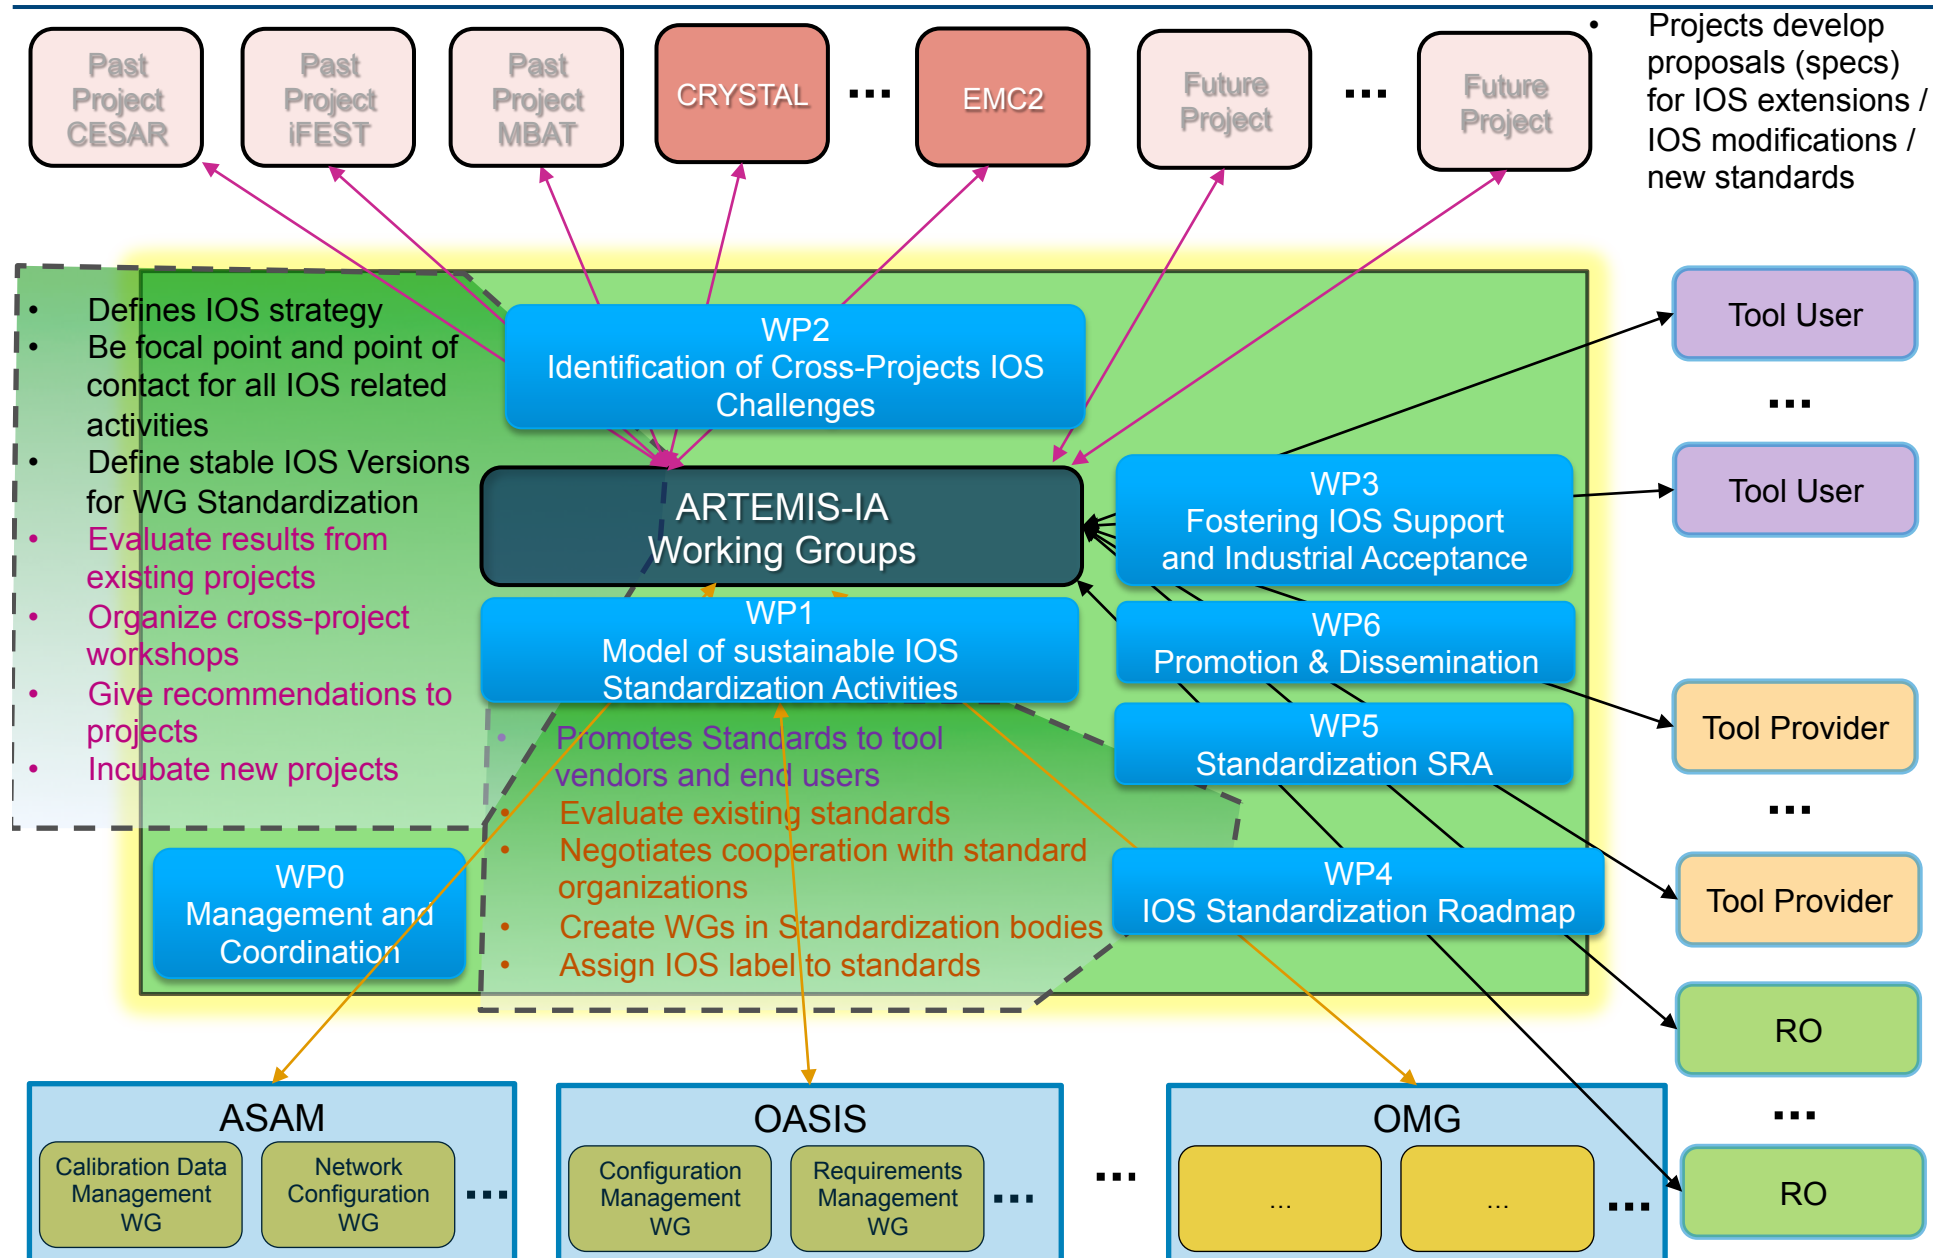 Past
Project
CESAR
Past
Project
iFEST
Past
Project
MBAT
CRYSTAL
...
EMC2
Future
Project
...
Future
Project
• Projects develop
proposals (specs)
for IOS extensions /
IOS modifications /
new standards
• Defines IOS strategy
• Be focal point and point of
contact for all IOS related
activities
• Define stable IOS Versions
for WG Standardization
• Evaluate results from
existing projects
• Organize cross-project
workshops
• Give recommendations to
projects
• Incubate new projects
WP2
Identification of Cross-Projects IOS
Challenges
ARTEMIS-IA
Working Groups
WP1
Model of sustainable IOS
Standardization Activities
• Promotes Standards to tool
vendors and end users
• Evaluate existing standards
• Negotiates cooperation with standard
organizations
• Create WGs in Standardization bodies
• Assign IOS label to standards
WP0
Management and
Coordination
WP3
Fostering IOS Support
and Industrial Acceptance
WP6
Promotion & Dissemination
WP5
Standardization SRA
WP4
IOS Standardization Roadmap
Tool User
...
Tool User
Tool Provider
...
Tool Provider
RO
...
RO
ASAM
Calibration Data
Management
WG
Network
Configuration
WG
...
OASIS
Configuration
Management
WG
Requirements
Management
WG
...
...
OMG
...
...
...